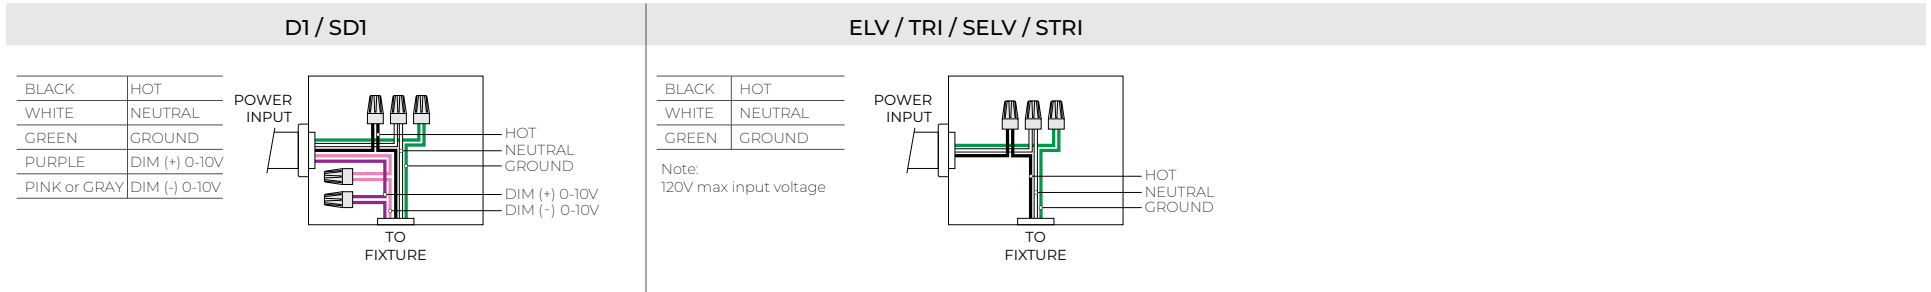 D1 / SD1
BLACK HOT
WHITE NEUTRAL
GREEN GROUND
PURPLE DIM (+) 0-10V
PINK or GRAY DIM (-) 0-10V
POWER
INPUT
HOT
NEUTRAL
GROUND
DIM (+) 0-10V
DIM (-) 0-10V
TO
FIXTURE
ELV / TRI / SELV / STRI
BLACK HOT
WHITE NEUTRAL
GREEN GROUND
Note:
120V max input voltage
POWER
INPUT
HOT
NEUTRAL
GROUND
TO
FIXTURE